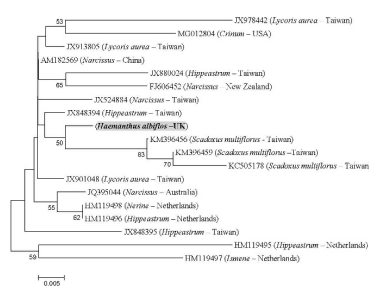 53
JX978442 (Lycoris aurea – Taiwan)
MG012804 (Crinum – USA)
JX913805 (Lycoris aurea – Taiwan)
AM182569 (Narcissus – China)
JX880024 (Hippeastrum – Taiwan)
65
FJ606452 (Narcissus – New Zealand)
JX524884 (Narcissus – Taiwan)
JX848394 (Hippeastrum – Taiwan)
(Haemanthus albiflos –UK)
50
KM396456 (Scadoxus multiflorus - Taiwan)
83
KM396459 (Scadoxus multiflorus –Taiwan)
70
KC505178 (Scadoxus multiflorus – Taiwan
JX901048 (Lycoris aurea – Taiwan)
JQ395044 (Narcissus – Australia)
55
HM119498 (Nerine – Netherlands)
62
HM119496 (Hippeastrum – Netherlands)
JX848395 (Hippeastrum – Taiwan)
HM119495 (Hippeastrum – Netherlands)
59
HM119497 (Ismene – Netherlands)
0.005